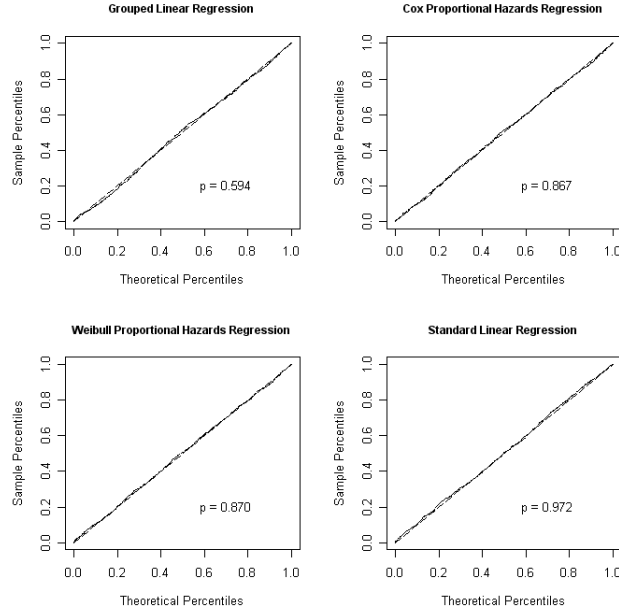 Grouped Linear Regression
1.0
0.8
0.6
0.4
0.2
0.0
Sample Percentiles
p = 0.594
0.0 0.2 0.4 0.6 0.8 1.0
Theoretical Percentiles
Cox Proportional Hazards Regression
1.0
0.8
0.6
0.4
0.2
0.0
Sample Percentiles
p = 0.867
0.0 0.2 0.4 0.6 0.8 1.0
Theoretical Percentiles
Weibull Proportional Hazards Regression
1.0
0.8
0.6
0.4
0.2
0.0
Sample Percentiles
p = 0.870
0.0 0.2 0.4 0.6 0.8 1.0
Theoretical Percentiles
Standard Linear Regression
1.0
0.8
0.6
0.4
0.2
0.0
Sample Percentiles
p = 0.972
0.0 0.2 0.4 0.6 0.8 1.0
Theoretical Percentiles